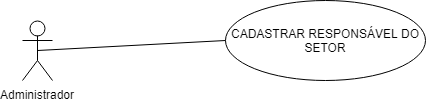 CADASTRAR RESPONSÁVEL DO
SETOR
Administrador